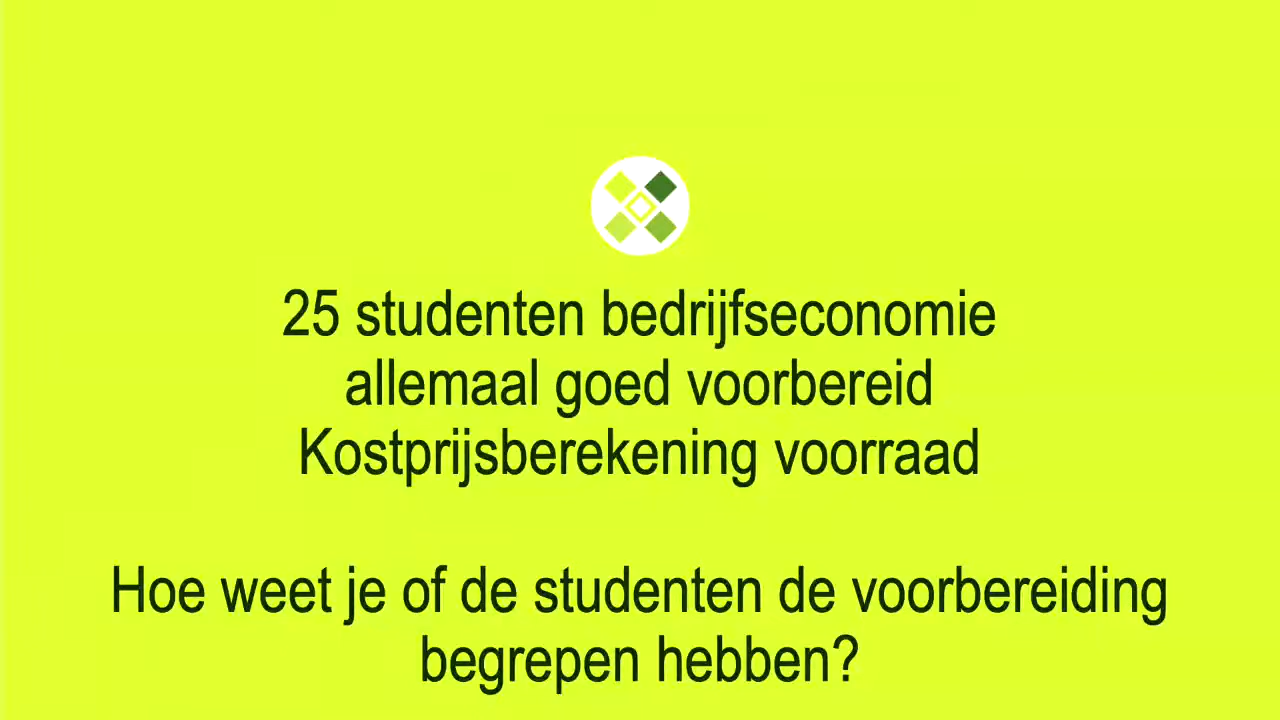 25 studenten bedrijfseconomie
allemaal goed voorbereid
Kostprijsberekening voorraad
Hoe weet je of de studenten de voorbereiding
begrepen hebben?